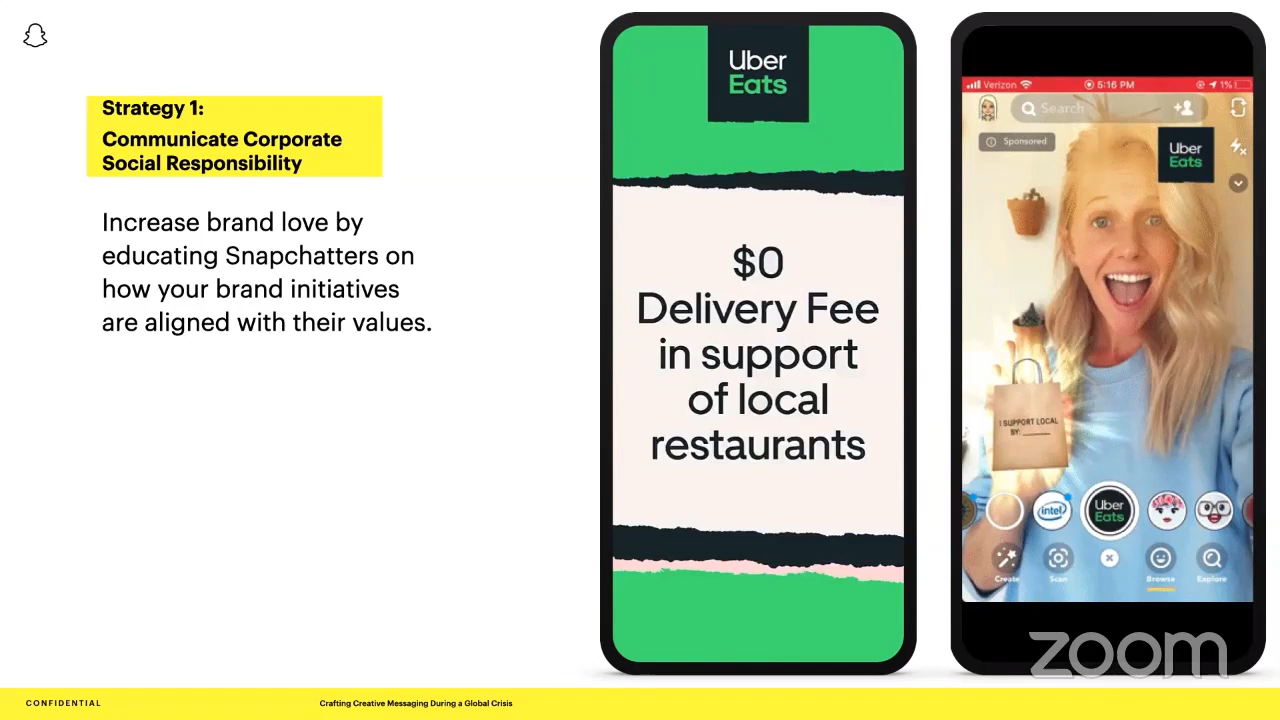 Strategy 1:
Communicate Corporate
Social Responsibility
Increase brand love by
educating Snapchatters on
how your brand initiatives
are aligned with their values.
Uber
Eats
$0
Delivery Fee
in support
of local
restaurants
Verizon 5:16 PM 1%
Search
Sponsored
Uber
Eats
I SUPPORT LOCAL
BY: ______
intel
Uber
Eats
Create Scan Browse Explore
zoom
CONFIDENTIAL
Crafting Creative Messaging During a Global Crisis